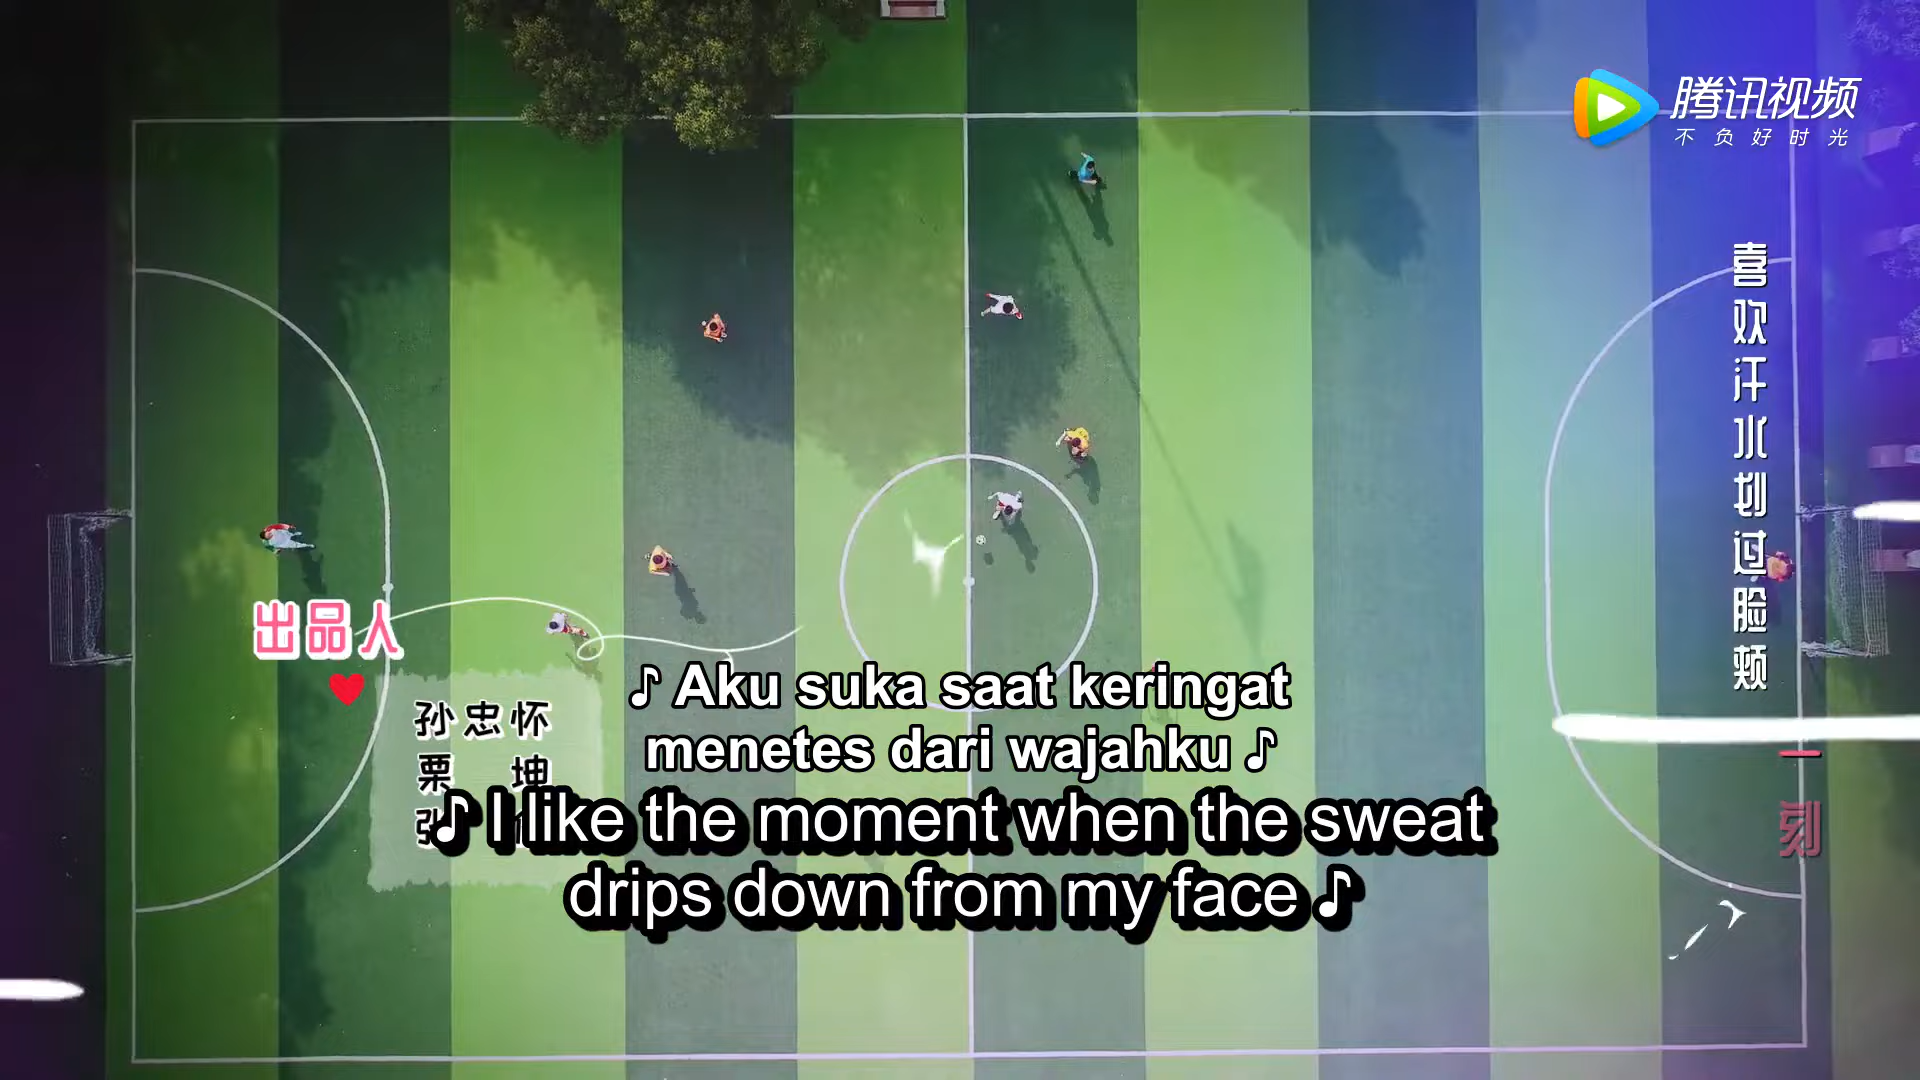 腾讯视频
不负好时光
喜欢汗水划过脸颊
一刻
出品人
孙忠怀
栗 坤
♪ Aku suka saat keringat
menetes dari wajahku ♪
♪ I like the moment when the sweat
drips down from my face ♪